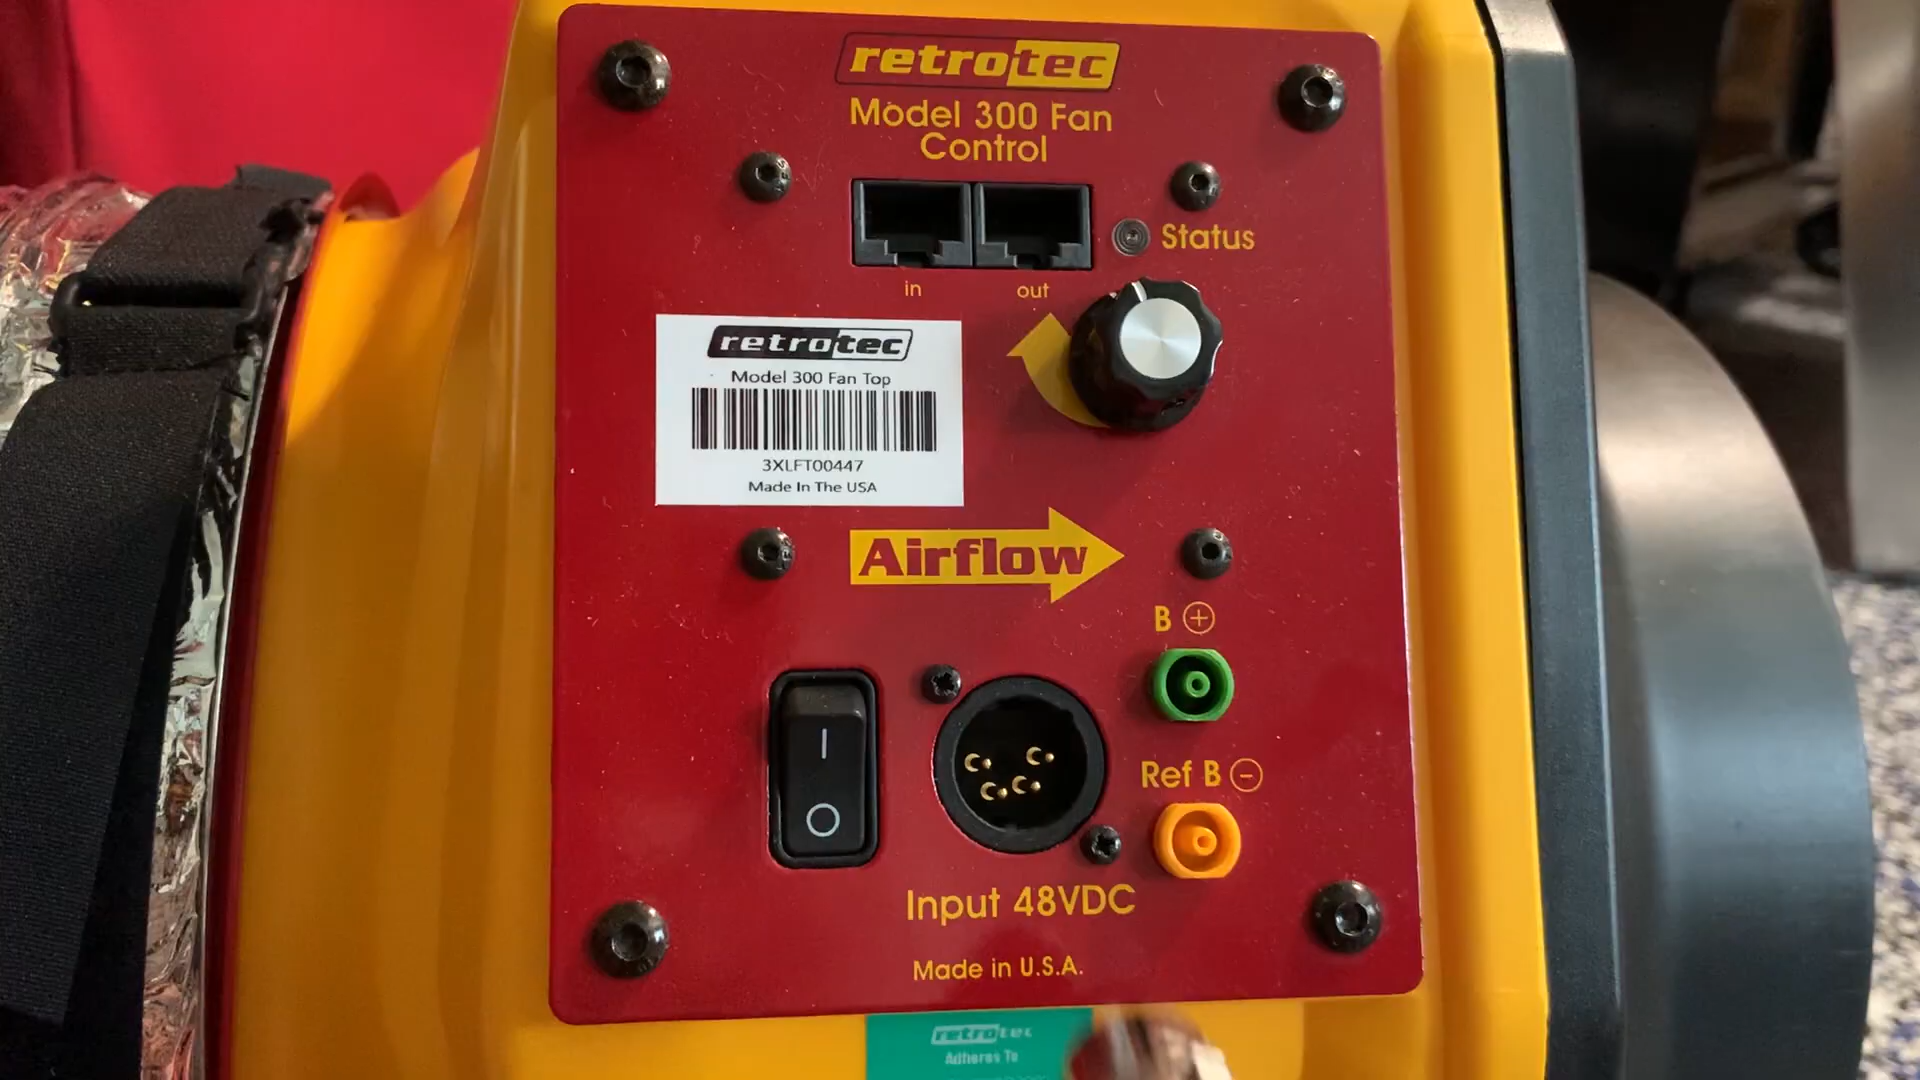 retrotec
Model 300 Fan
Control
Status
in
out
retrotec
Model 300 Fan Top
3XLFT00447
Made In The USA
Airflow
B +
Ref B -
Input 48VDC
Made in U.S.A.
retrotec
Adheres To